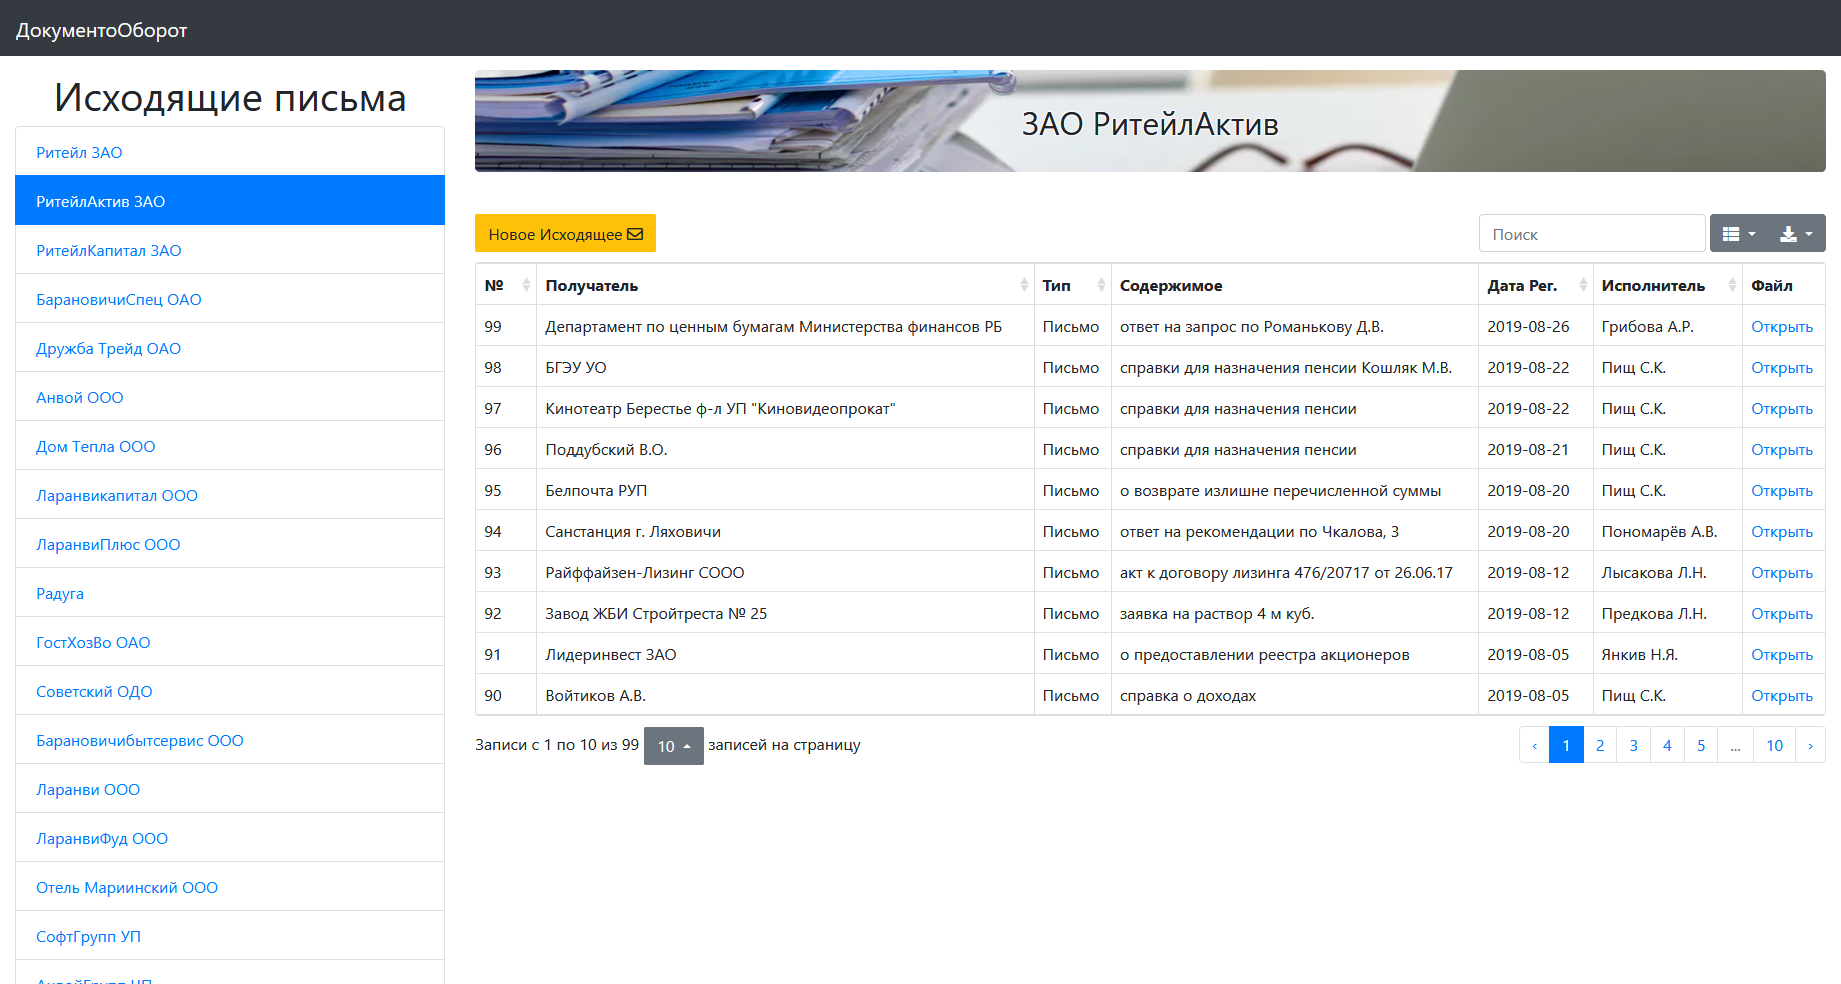 ДокументоОборот
Исходящие письма
Ритейл ЗАО
РитейлАктив ЗАО
РитейлКапитал ЗАО
БарановичиСпец ОАО
Дружба Трейд ОАО
Анвой ООО
Дом Тепла ООО
Ларанвикапитал ООО
ЛаранвиПлюс ООО
Радуга
ГостХозВо ОАО
Советский ОДО
Барановичибытсервис ООО
Ларанви ООО
ЛаранвиФуд ООО
Отель Мариинский ООО
СофтГрупп УП
ЗАО РитейлАктив
Новое Исходящее
Поиск
№ Получатель Тип Содержимое Дата Рег. Исполнитель Файл
99 Департамент по ценным бумагам Министерства финансов РБ Письмо ответ на запрос по Романькову Д.В. 2019-08-26 Грибова А.Р. Открыть
98 БГЭУ УО Письмо справки для назначения пенсии Кошляк М.В. 2019-08-22 Пищ С.К. Открыть
97 Кинотеатр Берестье ф-л УП "Киновидеопрокат" Письмо справки для назначения пенсии 2019-08-22 Пищ С.К. Открыть
96 Поддубский В.О. Письмо справки для назначения пенсии 2019-08-21 Пищ С.К. Открыть
95 Белпочта РУП Письмо о возврате излишне перечисленной суммы 2019-08-20 Пищ С.К. Открыть
94 Санстанция г. Ляховичи Письмо ответ на рекомендации по Чкалова, 3 2019-08-20 Пономарёв А.В. Открыть
93 Райффайзен-Лизинг СООО Письмо акт к договору лизинга 476/20717 от 26.06.17 2019-08-12 Лысакова Л.Н. Открыть
92 Завод ЖБИ Стройтреста № 25 Письмо заявка на раствор 4 м куб. 2019-08-12 Предкова Л.Н. Открыть
91 Лидеринвест ЗАО Письмо о предоставлении реестра акционеров 2019-08-05 Янкив Н.Я. Открыть
90 Войтиков А.В. Письмо справка о доходах 2019-08-05 Пищ С.К. Открыть
Записи с 1 по 10 из 99 10 записей на страницу
‹ 1 2 3 4 5 ... 10 ›